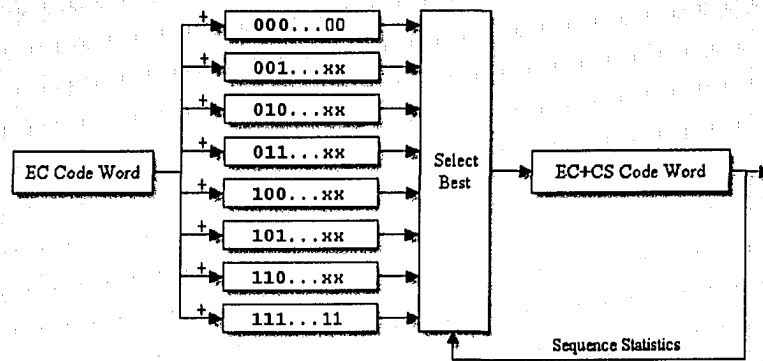 + 000...00
+ 001...xx
+ 010...xx
+ 011...xx
EC Code Word
Select
Best
EC+CS Code Word
+ 100...xx
+ 101...xx
+ 110...xx
+ 111...11
Sequence Statistics